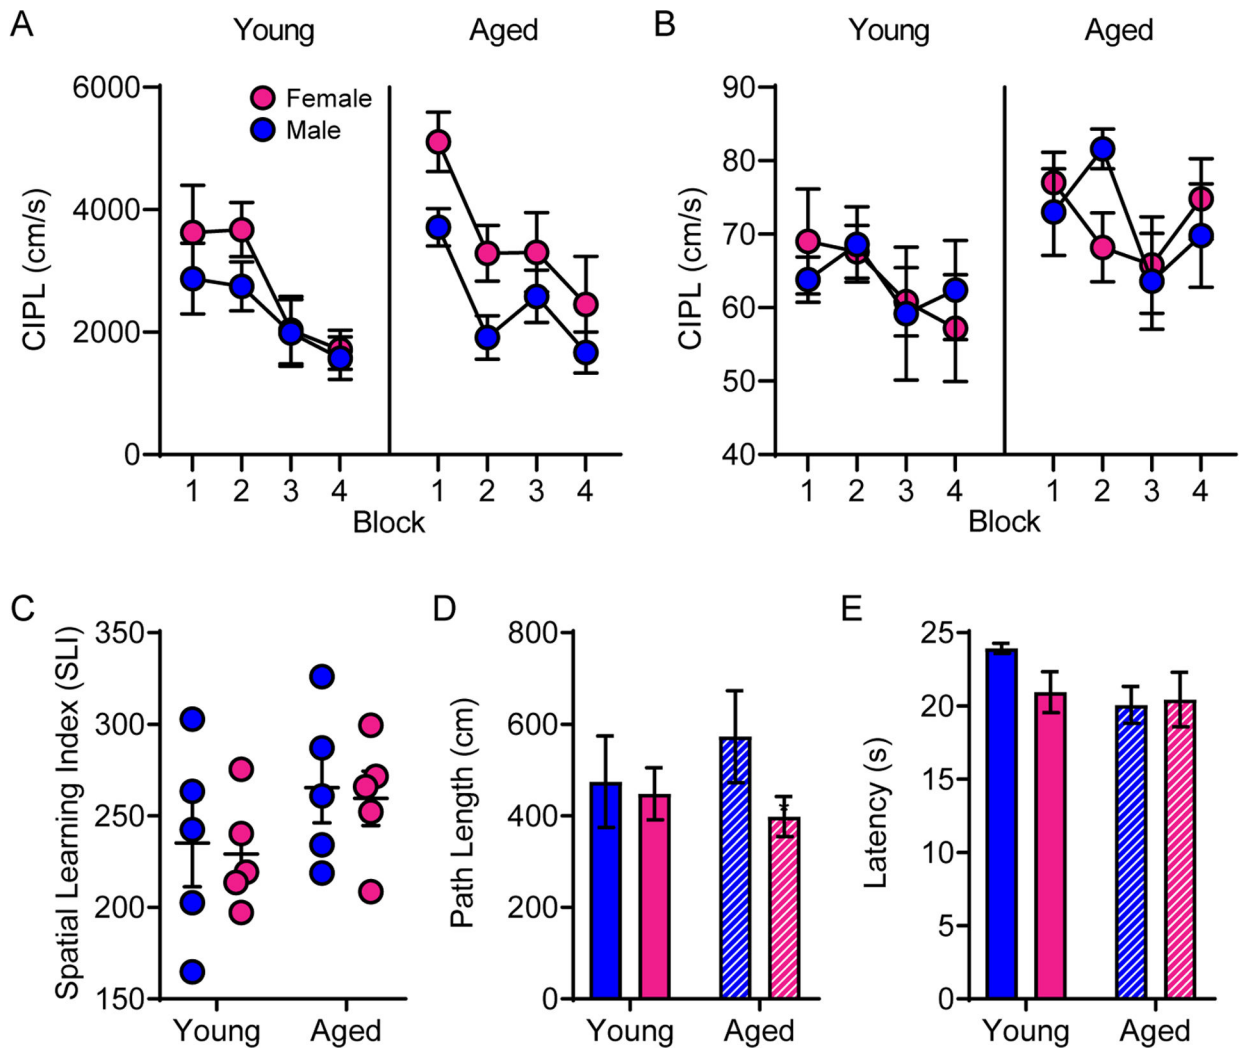 A
Young
Aged
6000
4000
2000
0
CIPL (cm/s)
Female
Male
1 2 3 4
1 2 3 4
Block
B
Young
Aged
90
80
70
60
50
40
CIPL (cm/s)
1 2 3 4
1 2 3 4
Block
C
350
300
250
200
150
Spatial Learning Index (SLI)
Young
Aged
D
800
600
400
200
0
Path Length (cm)
*
Young
Aged
E
25
20
15
10
5
0
Latency (s)
Young
Aged